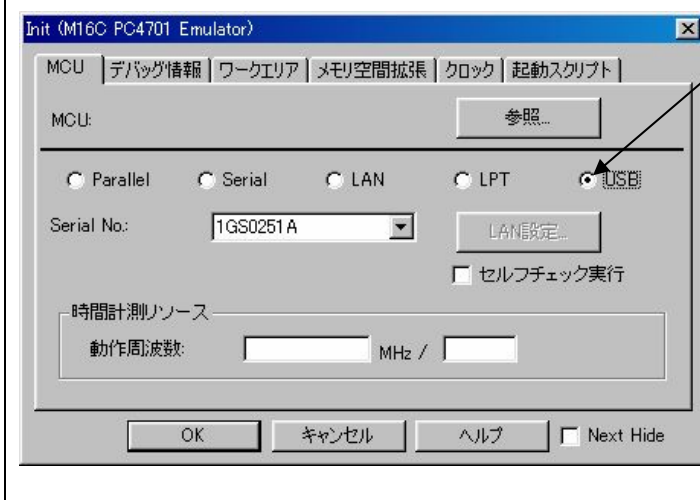 Init (M16C PC4701 Emulator)
MCU デバッグ情報 ワークエリア メモリ空間拡張 クロック 起動スクリプト
MCU: 参照...
Parallel Serial LAN LPT USB
Serial No.: 1GS0251A LAN設定...
セルフチェック実行
時間計測リソース
動作周波数: MHz /
OK キャンセル ヘルプ Next Hide